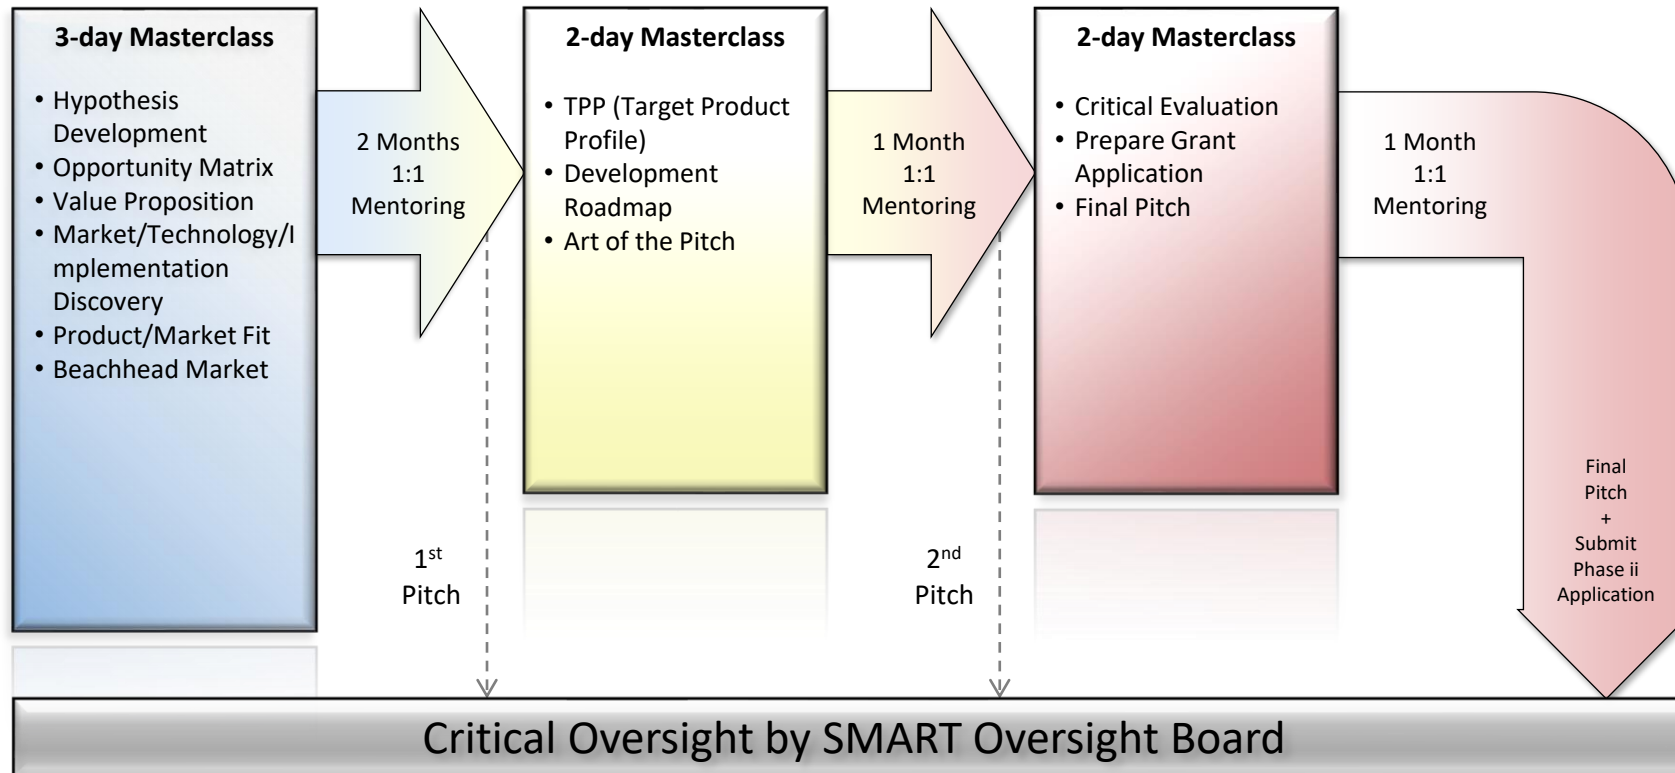 3-day Masterclass
• Hypothesis
Development
• Opportunity Matrix
• Value Proposition
• Market/Technology/I
mplementation
Discovery
• Product/Market Fit
• Beachhead Market
2 Months
1:1
Mentoring
1st
Pitch
2-day Masterclass
• TPP (Target Product
Profile)
• Development
Roadmap
• Art of the Pitch
1 Month
1:1
Mentoring
2nd
Pitch
2-day Masterclass
• Critical Evaluation
• Prepare Grant
Application
• Final Pitch
1 Month
1:1
Mentoring
Final
Pitch
+
Submit
Phase ii
Application
Critical Oversight by SMART Oversight Board